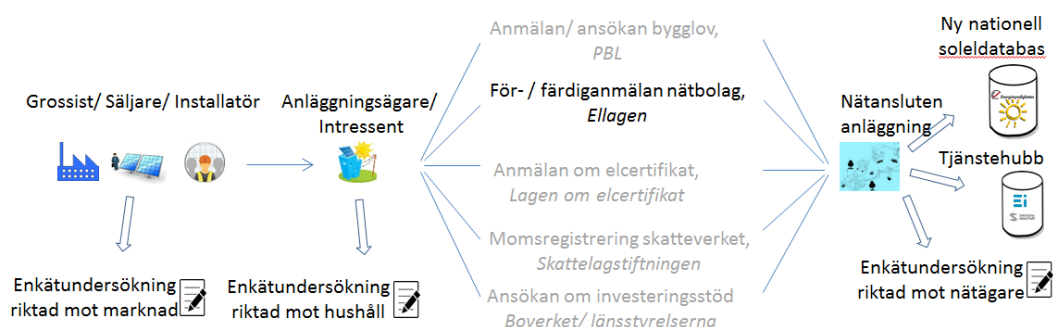 Anmälan/ ansökan bygglov,
PBL
Ny nationell
soleldatabas
Grossist/ Säljare/ Installatör
Anläggningsägare/
Intressent
För- / färdiganmälan nätbolag,
Ellagen
Nätansluten
anläggning
Energimyndigheten
Tjänstehubb
Ei
Anmälan om elcertifikat,
Lagen om elcertifikat
Momsregistrering skatteverket,
Skattelagstiftningen
Enkätundersökning
riktad mot marknad
Enkätundersökning
riktad mot hushåll
Ansökan om investeringsstöd
Boverket/ länsstyrelserna
Enkätundersökning
riktad mot nätägare